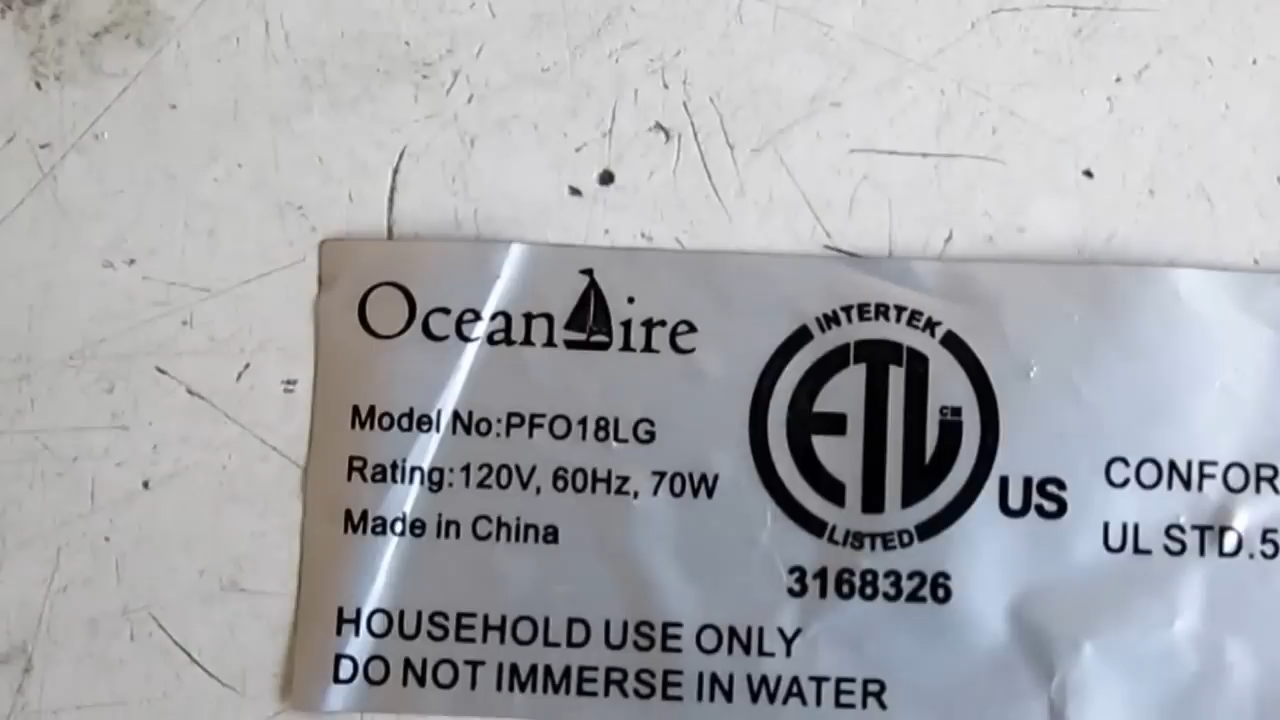 OceanAire
Model No:PFO18LG
Rating:120V, 60Hz, 70W
Made in China
HOUSEHOLD USE ONLY
DO NOT IMMERSE IN WATER
INTERTEK
ETL
CM
LISTED
US
3168326
CONFOR
UL STD.5